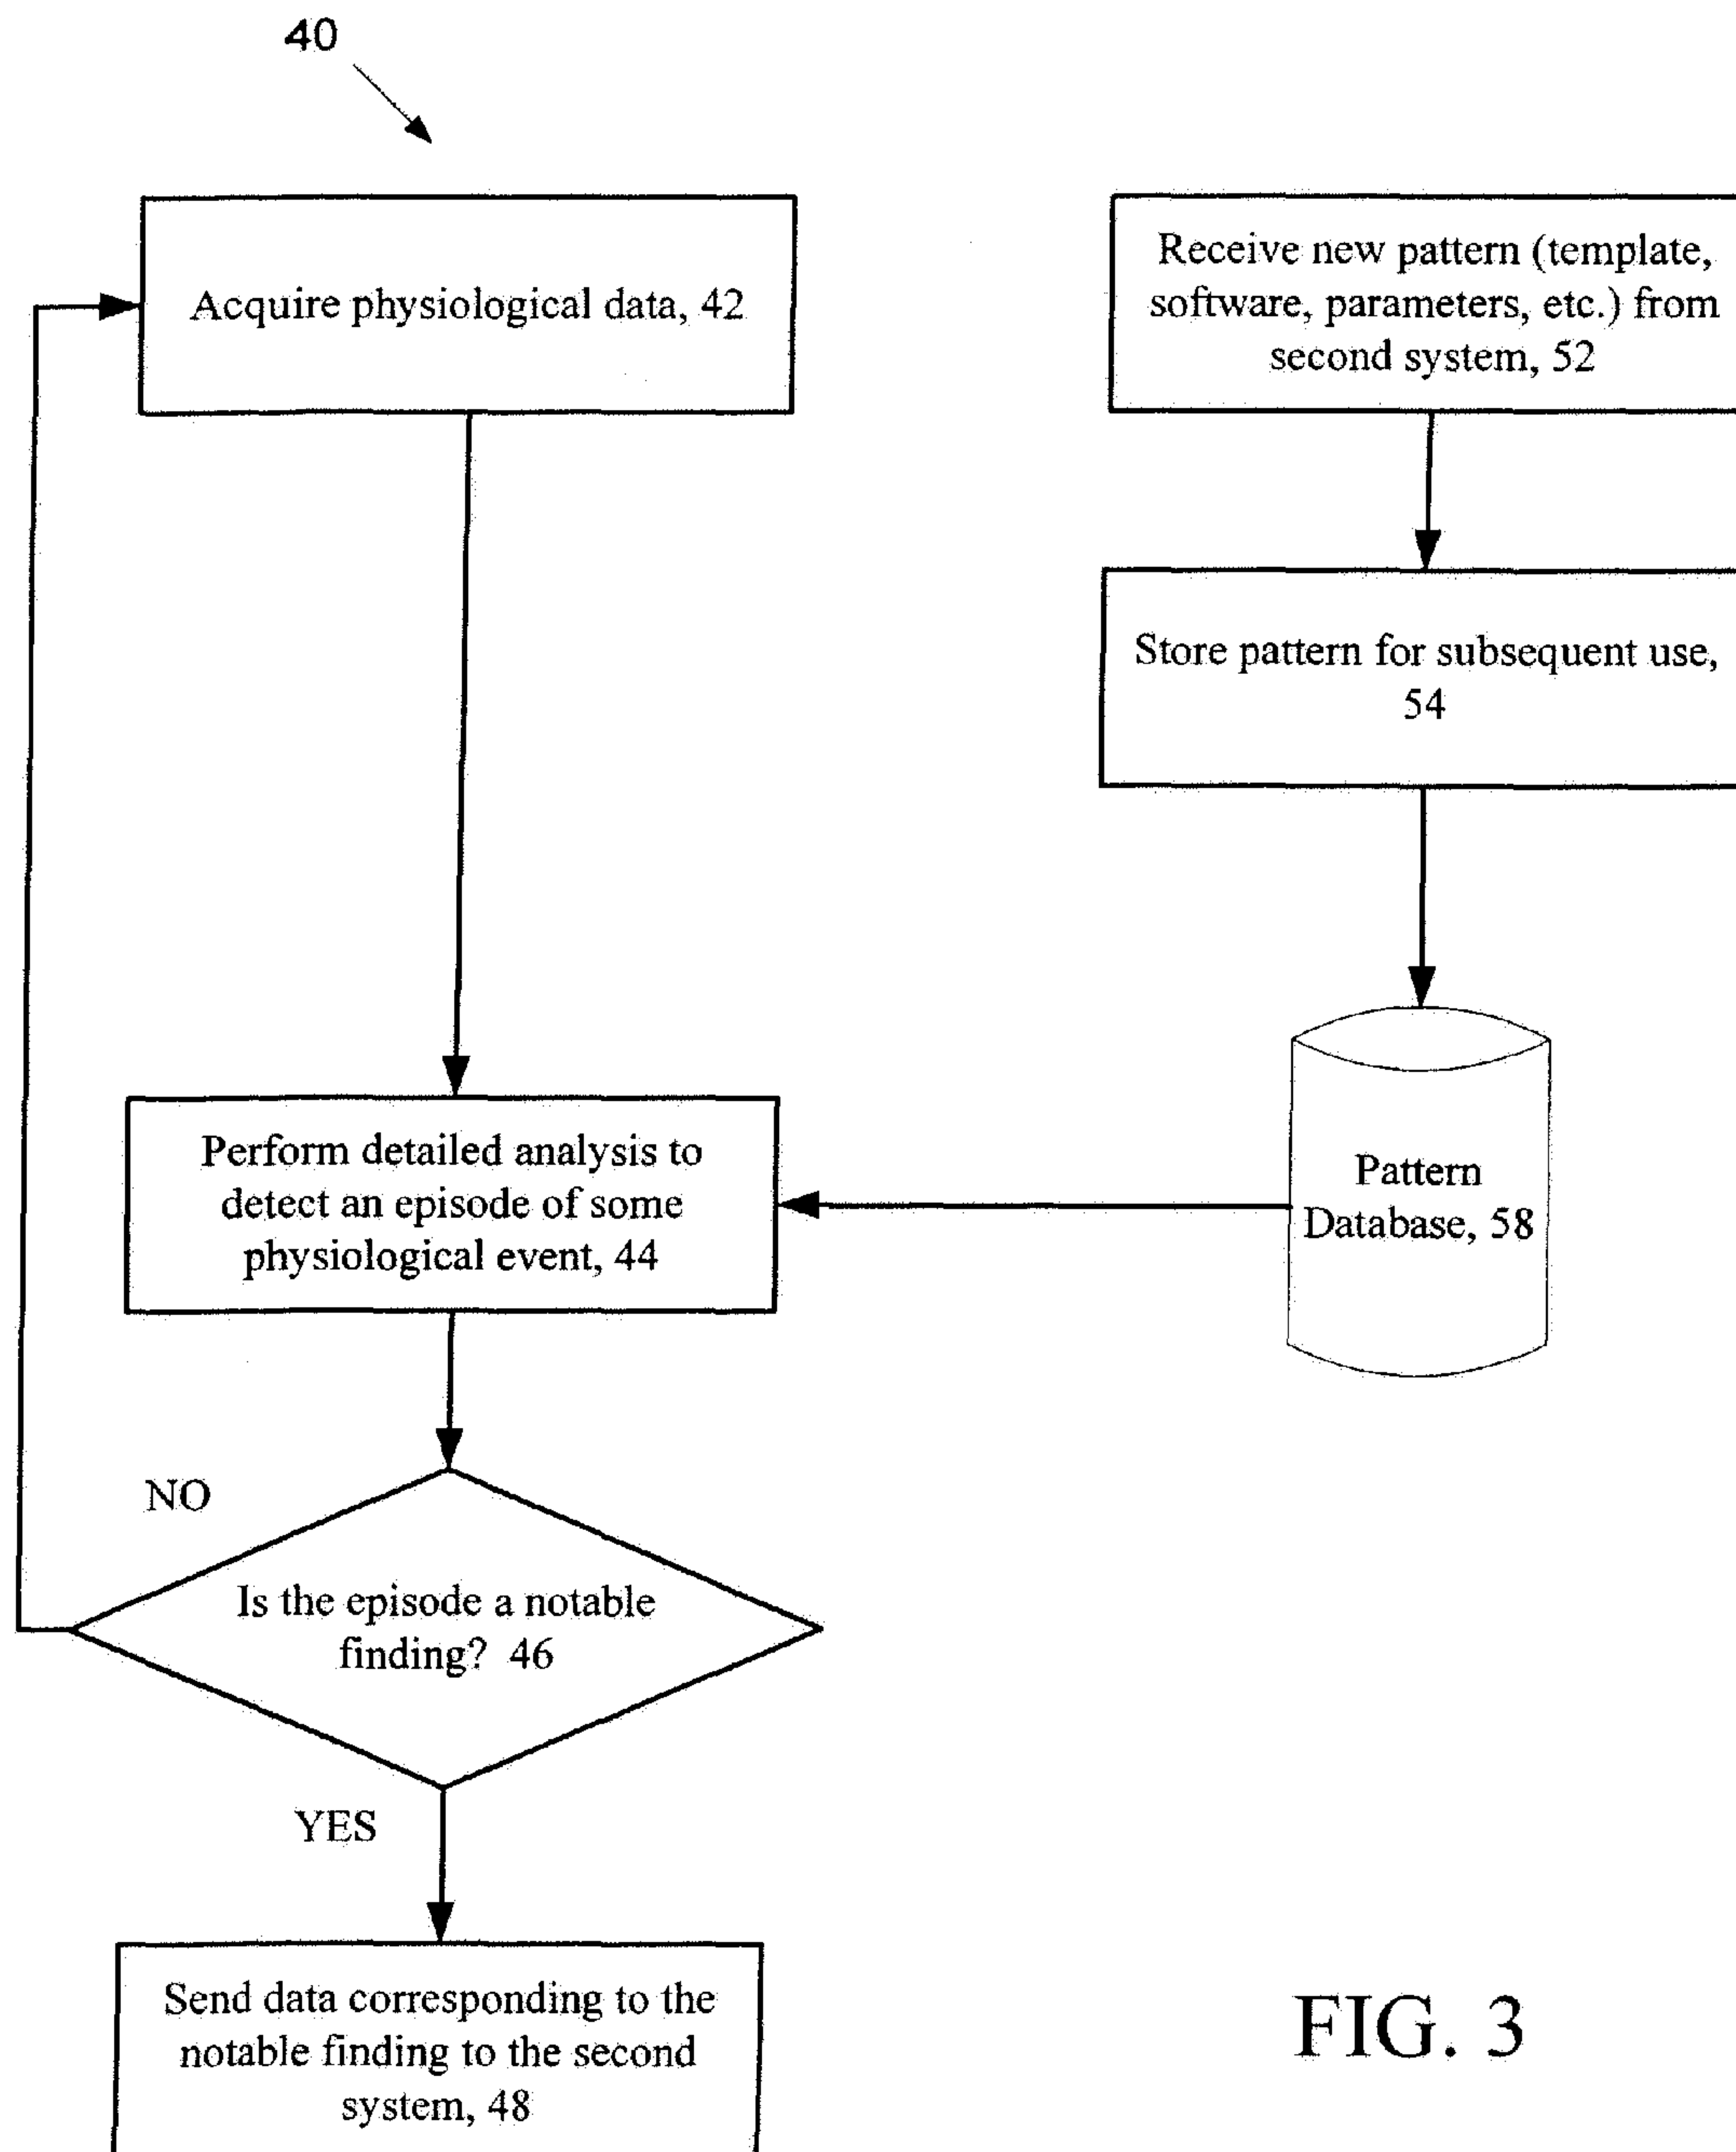 40
Acquire physiological data, 42
Receive new pattern (template,
software, parameters, etc.) from
second system, 52
Store pattern for subsequent use,
54
Perform detailed analysis to
detect an episode of some
physiological event, 44
Pattern
Database, 58
NO
Is the episode a notable
finding? 46
YES
Send data corresponding to the
notable finding to the second
system, 48
FIG. 3